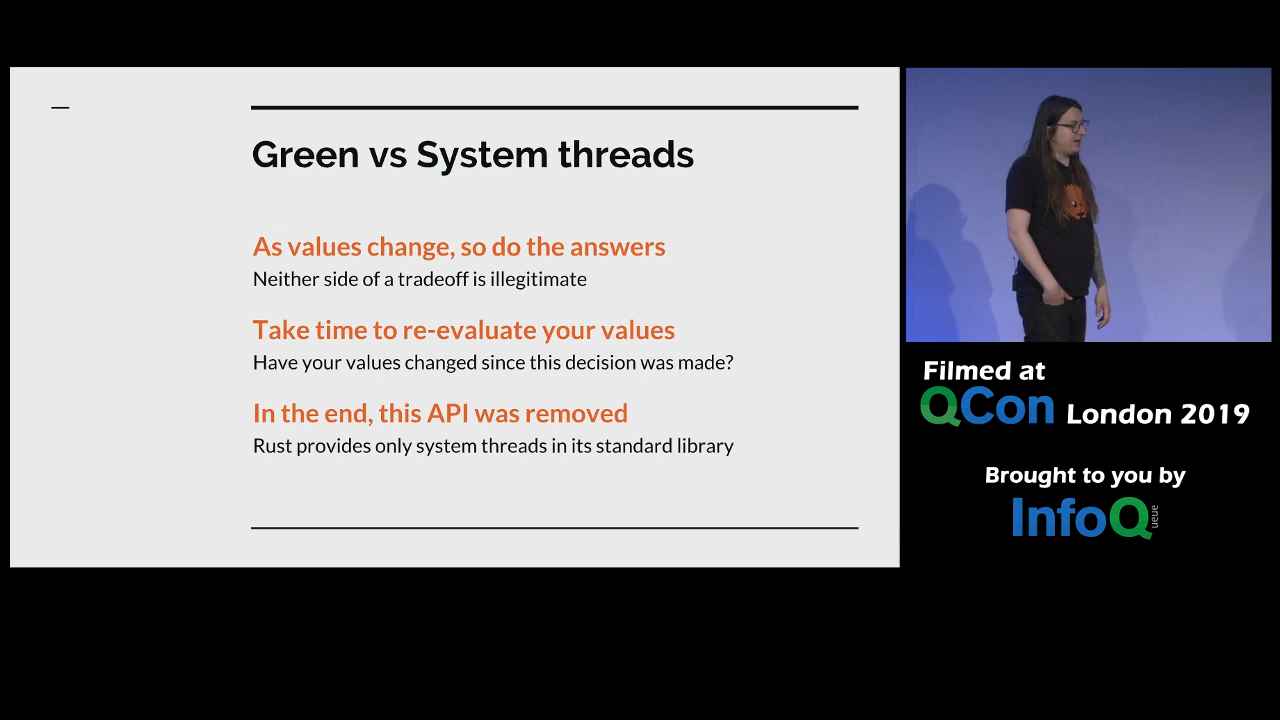 Green vs System threads
As values change, so do the answers
Neither side of a tradeoff is illegitimate
Take time to re-evaluate your values
Have your values changed since this decision was made?
In the end, this API was removed
Rust provides only system threads in its standard library
Filmed at
QCon London 2019
Brought to you by
InfoQ
ueue